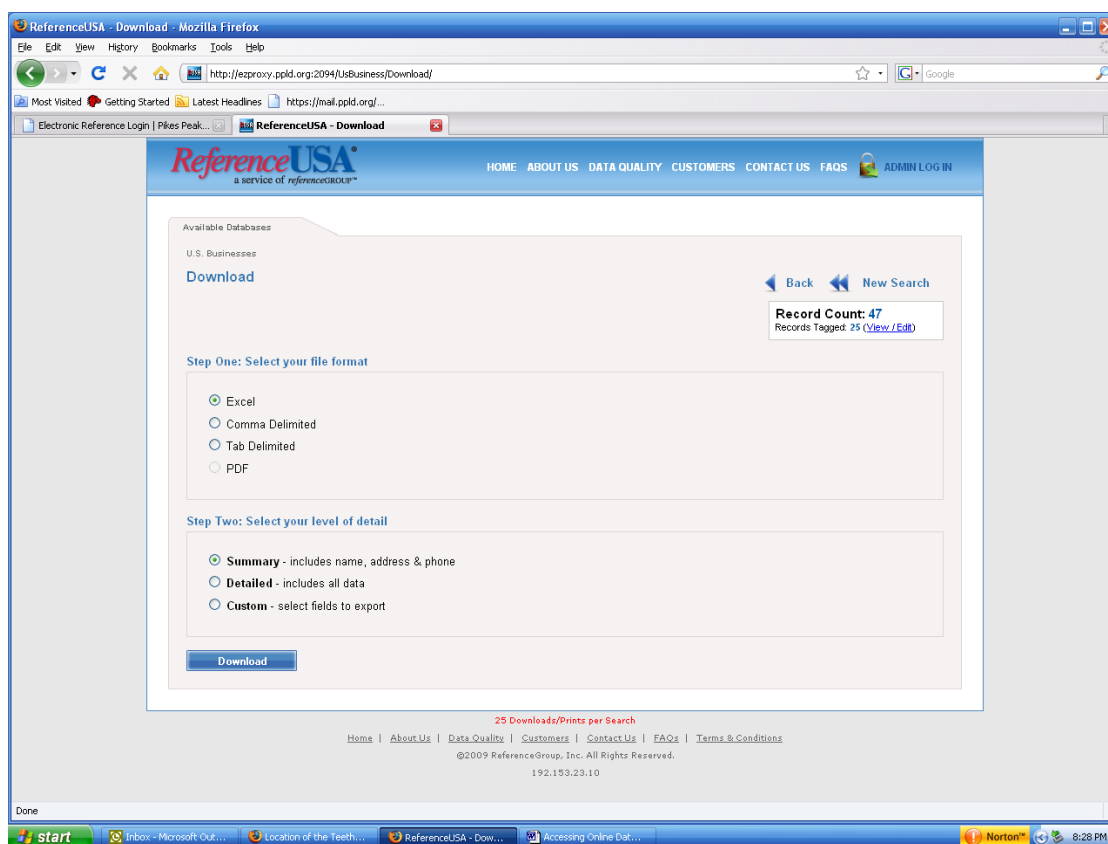 ReferenceUSA - Download - Mozilla Firefox
File Edit View History Bookmarks Tools Help
http://ezproxy.ppld.org:2094/UsBusiness/Download/
Google
Most Visited Getting Started Latest Headlines https://mail.ppld.org/...
Electronic Reference Login | Pikes Peak... ReferenceUSA - Download
ReferenceUSA
a service of referenceGROUP™
HOME ABOUT US DATA QUALITY CUSTOMERS CONTACT US FAQS ADMIN LOG IN
Available Databases
U.S. Businesses
Download
Back New Search
Record Count: 47
Records Tagged: 25 (View / Edit)
Step One: Select your file format
Excel
Comma Delimited
Tab Delimited
PDF
Step Two: Select your level of detail
Summary - includes name, address & phone
Detailed - includes all data
Custom - select fields to export
Download
25 Downloads/Prints per Search
Home | About Us | Data Quality | Customers | Contact Us | FAQs | Terms & Conditions
©2009 ReferenceGroup, Inc. All Rights Reserved.
192.153.23.10
Done
start Inbox - Microsoft Out... Location of the Teeth... ReferenceUSA - Dow... Accessing Online Dat... Norton™ 8:28 PM